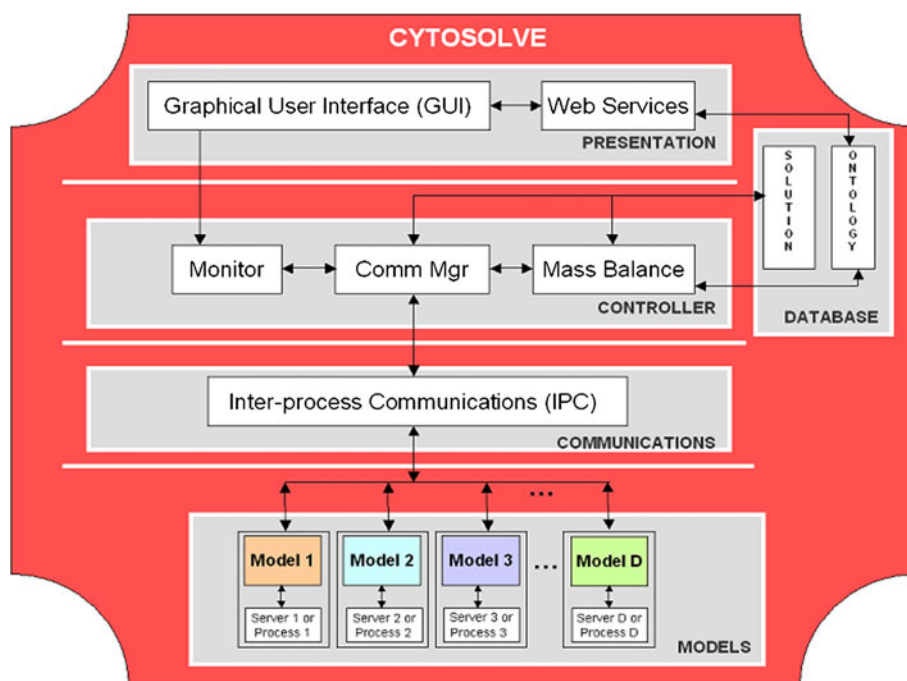 CYTOSOLVE
Graphical User Interface (GUI)
Web Services
PRESENTATION
SOLUTION
ONTOLOGY
DATABASE
Monitor
Comm Mgr
Mass Balance
CONTROLLER
Inter-process Communications (IPC)
COMMUNICATIONS
...
Model 1
Model 2
Model 3
...
Model D
Server 1 or
Process 1
Server 2 or
Process 2
Server 3 or
Process 3
Server D or
Process D
MODELS